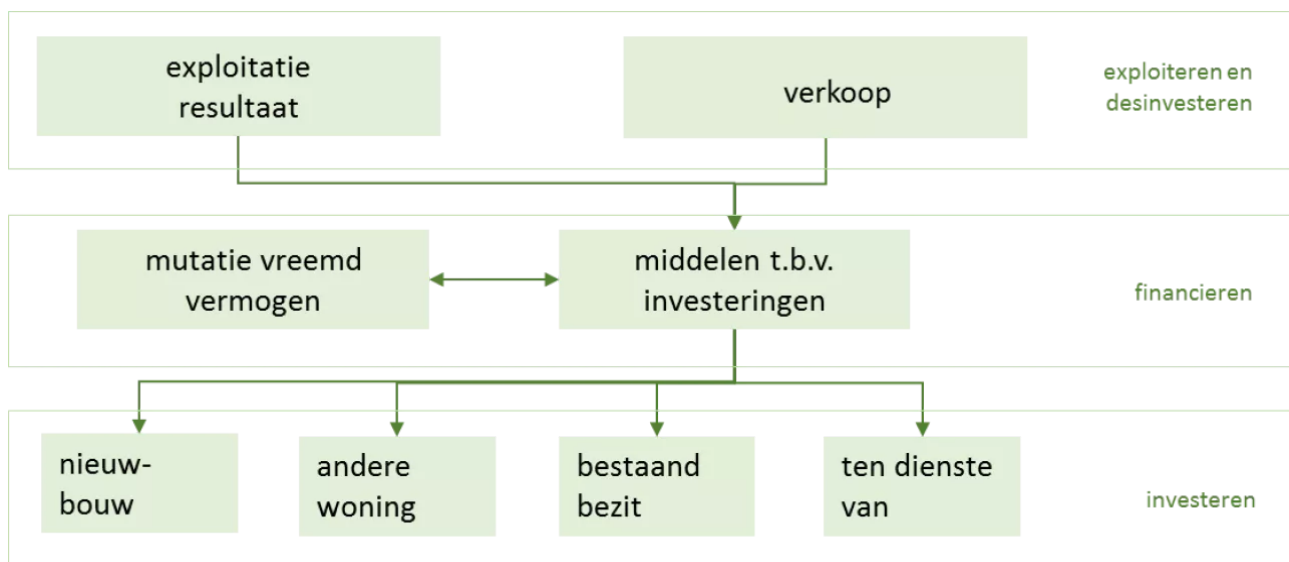 exploitatie
resultaat
verkoop
exploiteren en
desinvesteren
mutatie vreemd
vermogen
middelen t.b.v.
investeringen
financieren
nieuw-
bouw
andere
woning
bestaand
bezit
ten dienste
van
investeren